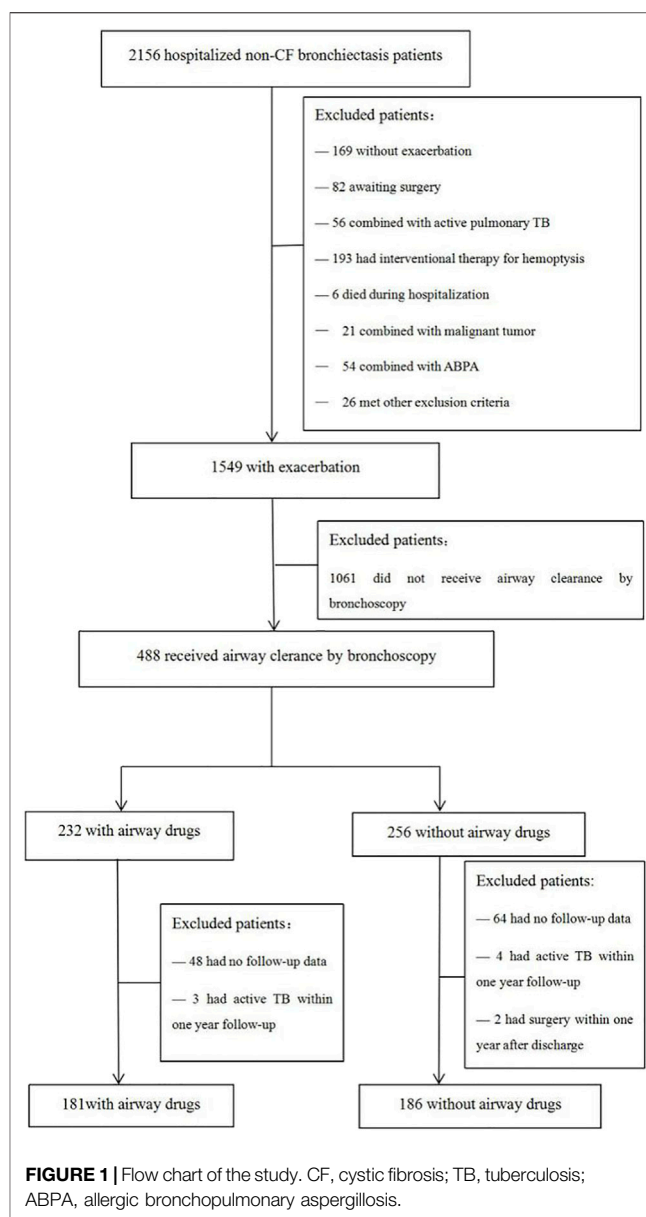 2156 hospitalized non-CF bronchiectasis patients
Excluded patients：
— 169 without exacerbation
— 82 awaiting surgery
— 56 combined with active pulmonary TB
— 193 had interventional therapy for hemoptysis
— 6 died during hospitalization
— 21 combined with malignant tumor
— 54 combined with ABPA
— 26 met other exclusion criteria
1549 with exacerbation
Excluded patients：
1061 did not receive airway clearance by
bronchoscopy
488 received airway clerance by bronchoscopy
232 with airway drugs
256 without airway drugs
Excluded patients：
— 48 had no follow-up data
— 3 had active TB within
one year follow-up
Excluded patients:
— 64 had no follow-up data
— 4 had active TB within
one year follow-up
— 2 had surgery within one
year after discharge
181with airway drugs
186 without airway drugs
FIGURE 1 | Flow chart of the study. CF, cystic fibrosis; TB, tuberculosis;
ABPA, allergic bronchopulmonary aspergillosis.